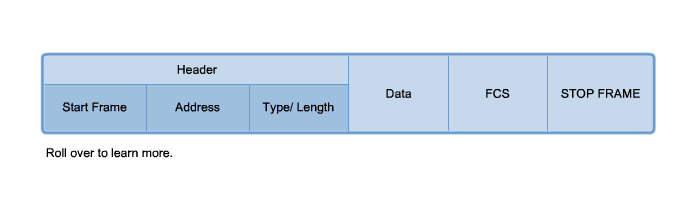 Header
Start Frame
Address
Type/ Length
Data
FCS
STOP FRAME
Roll over to learn more.